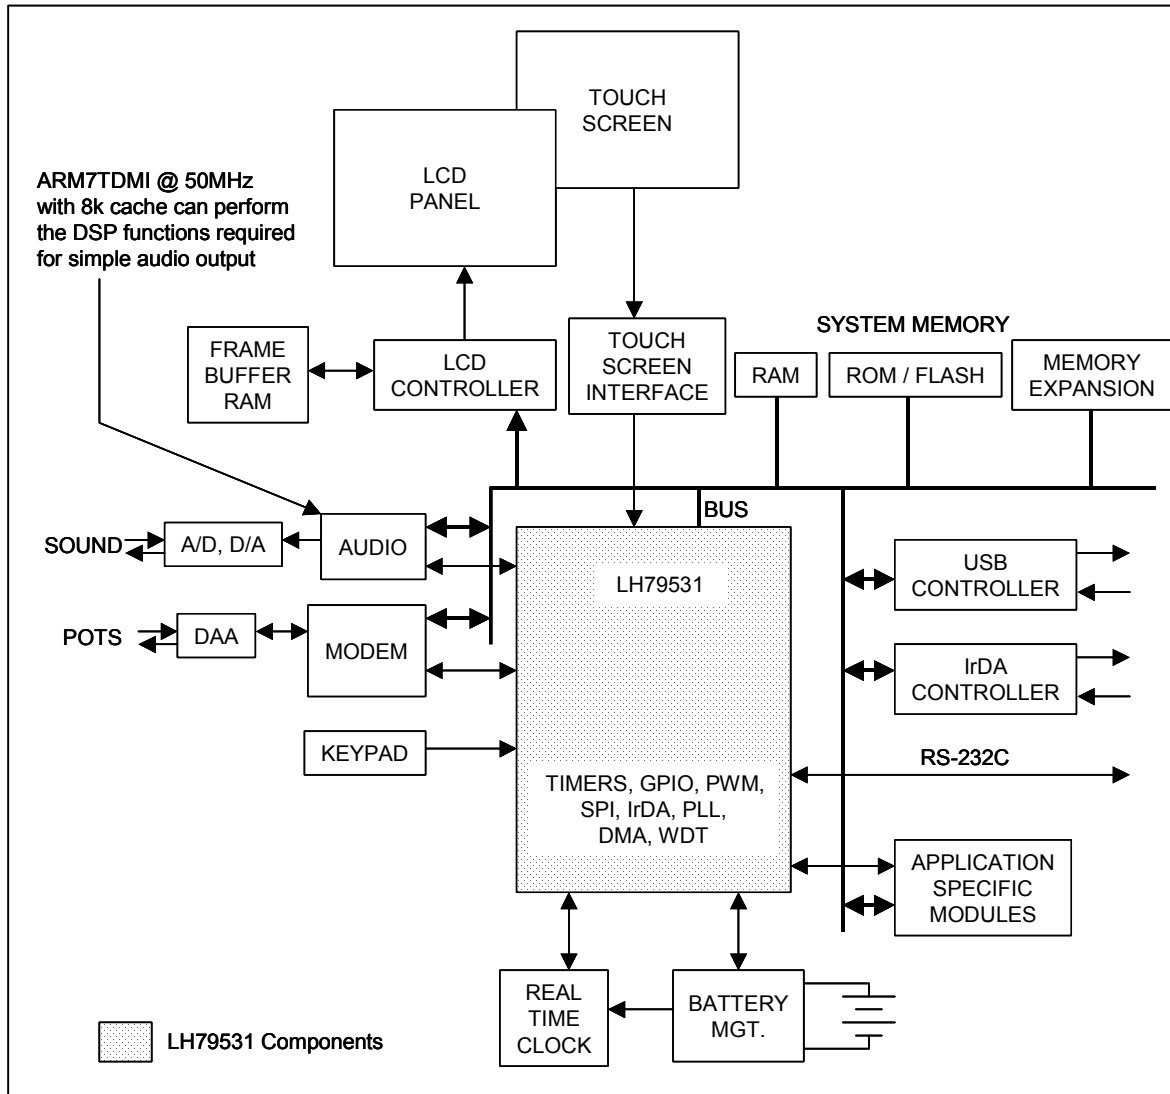 TOUCH
SCREEN
LCD
PANEL
ARM7TDMI @ 50MHz
with 8k cache can perform
the DSP functions required
for simple audio output
FRAME
BUFFER
RAM
LCD
CONTROLLER
TOUCH
SCREEN
INTERFACE
SYSTEM MEMORY
RAM
ROM / FLASH
MEMORY
EXPANSION
BUS
SOUND
A/D, D/A
AUDIO
LH79531
USB
CONTROLLER
POTS
DAA
MODEM
IrDA
CONTROLLER
KEYPAD
RS-232C
TIMERS, GPIO, PWM,
SPI, IrDA, PLL,
DMA, WDT
APPLICATION
SPECIFIC
MODULES
REAL
TIME
CLOCK
BATTERY
MGT.
LH79531 Components